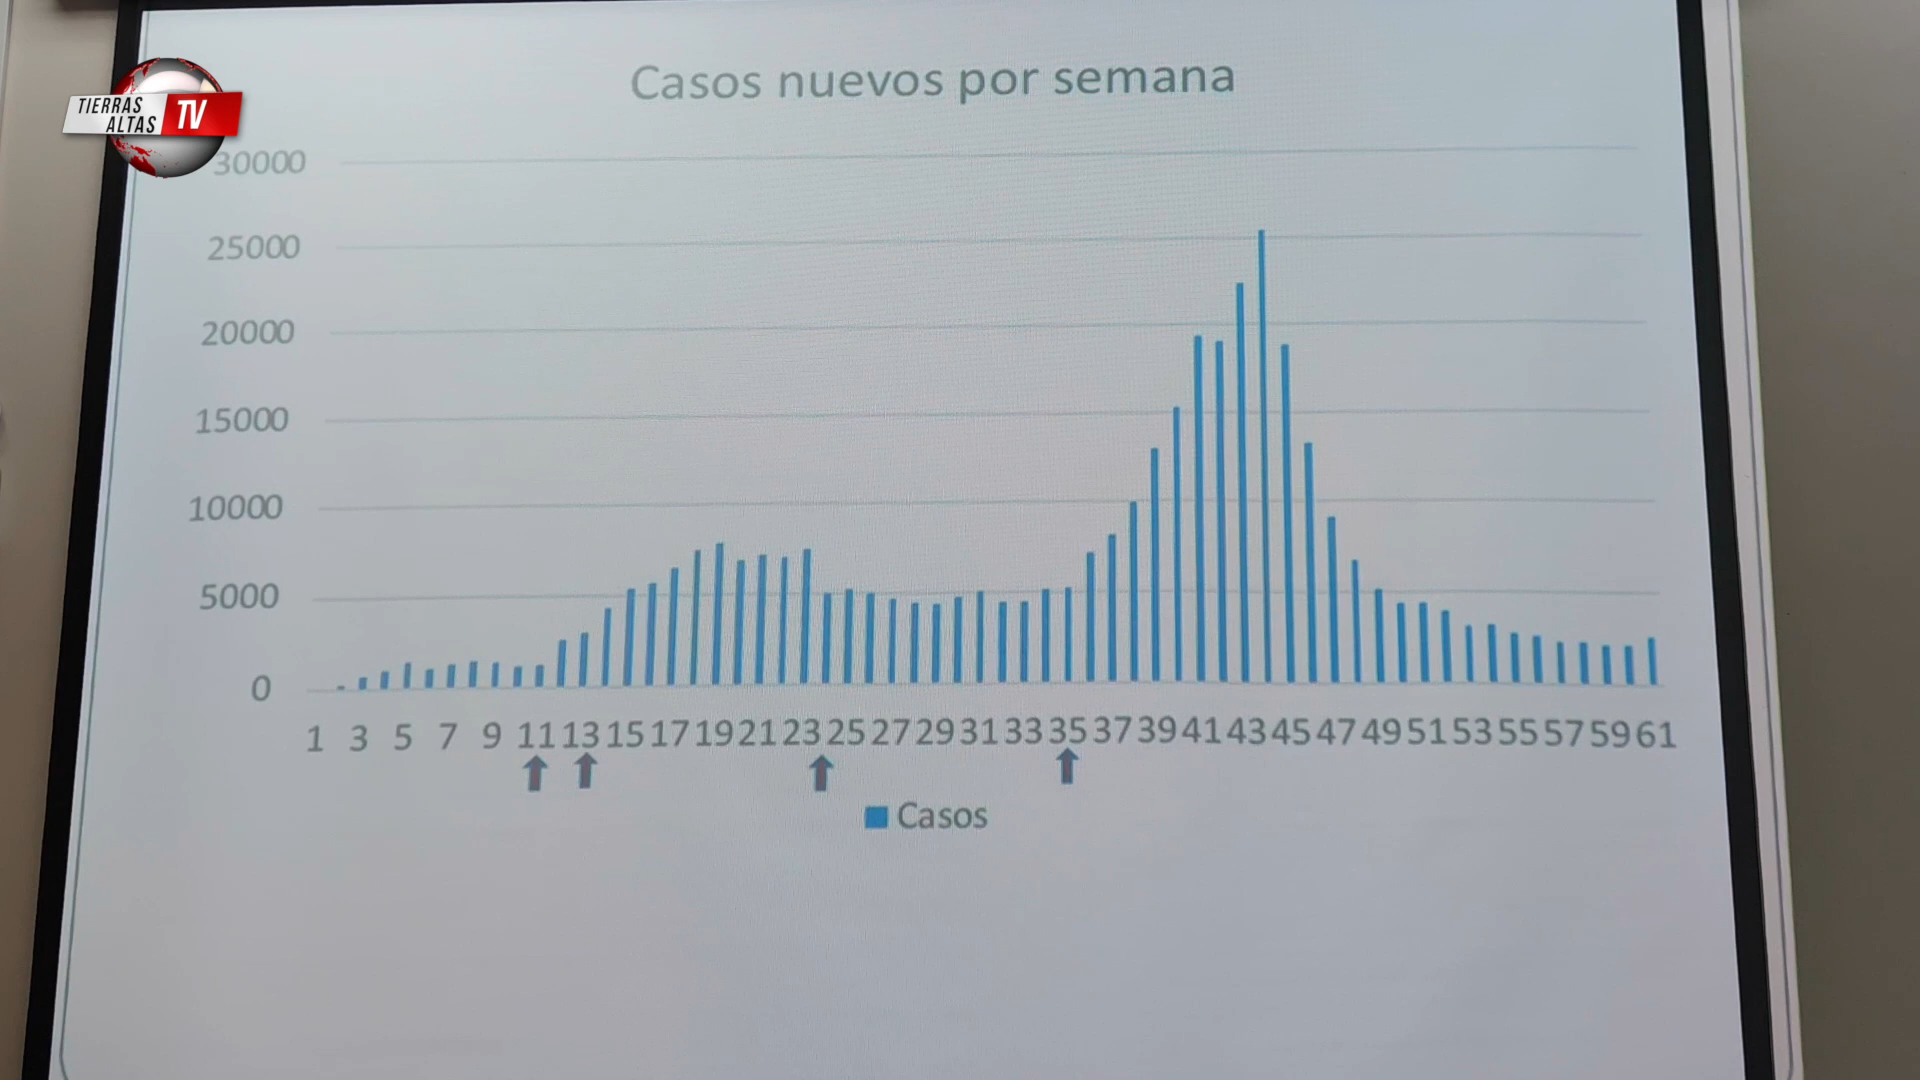 TIERRAS
ALTAS
TV
Casos nuevos por semana
30000
25000
20000
15000
10000
5000
0
1 3 5 7 9 11 13 15 17 19 21 23 25 27 29 31 33 35 37 39 41 43 45 47 49 51 53 55 57 59 61
Casos